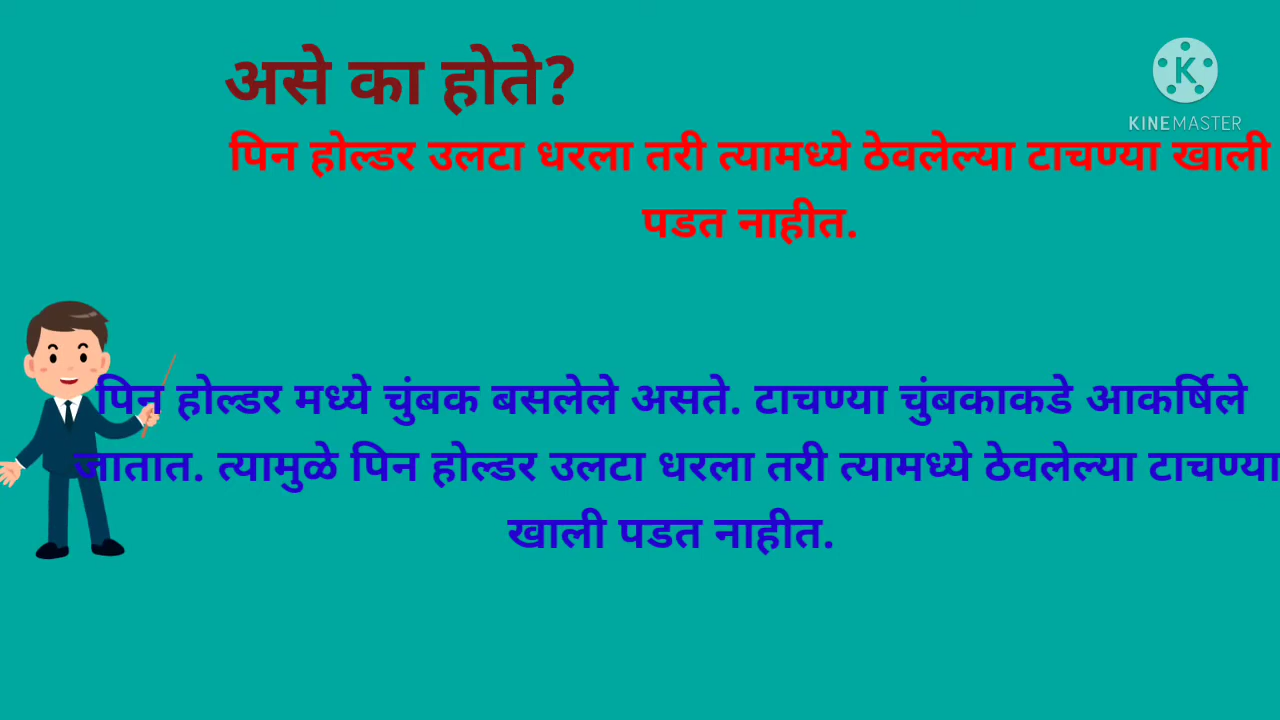 असे का होते?
KINEMASTER
पिन होल्डर उलटा धरला तरी त्यामध्ये ठेवलेल्या टाचण्या खाली
पडत नाहीत.
पिन होल्डर मध्ये चुंबक बसलेले असते. टाचण्या चुंबकाकडे आकर्षिले
जातात. त्यामुळे पिन होल्डर उलटा धरला तरी त्यामध्ये ठेवलेल्या टाचण्या
खाली पडत नाहीत.